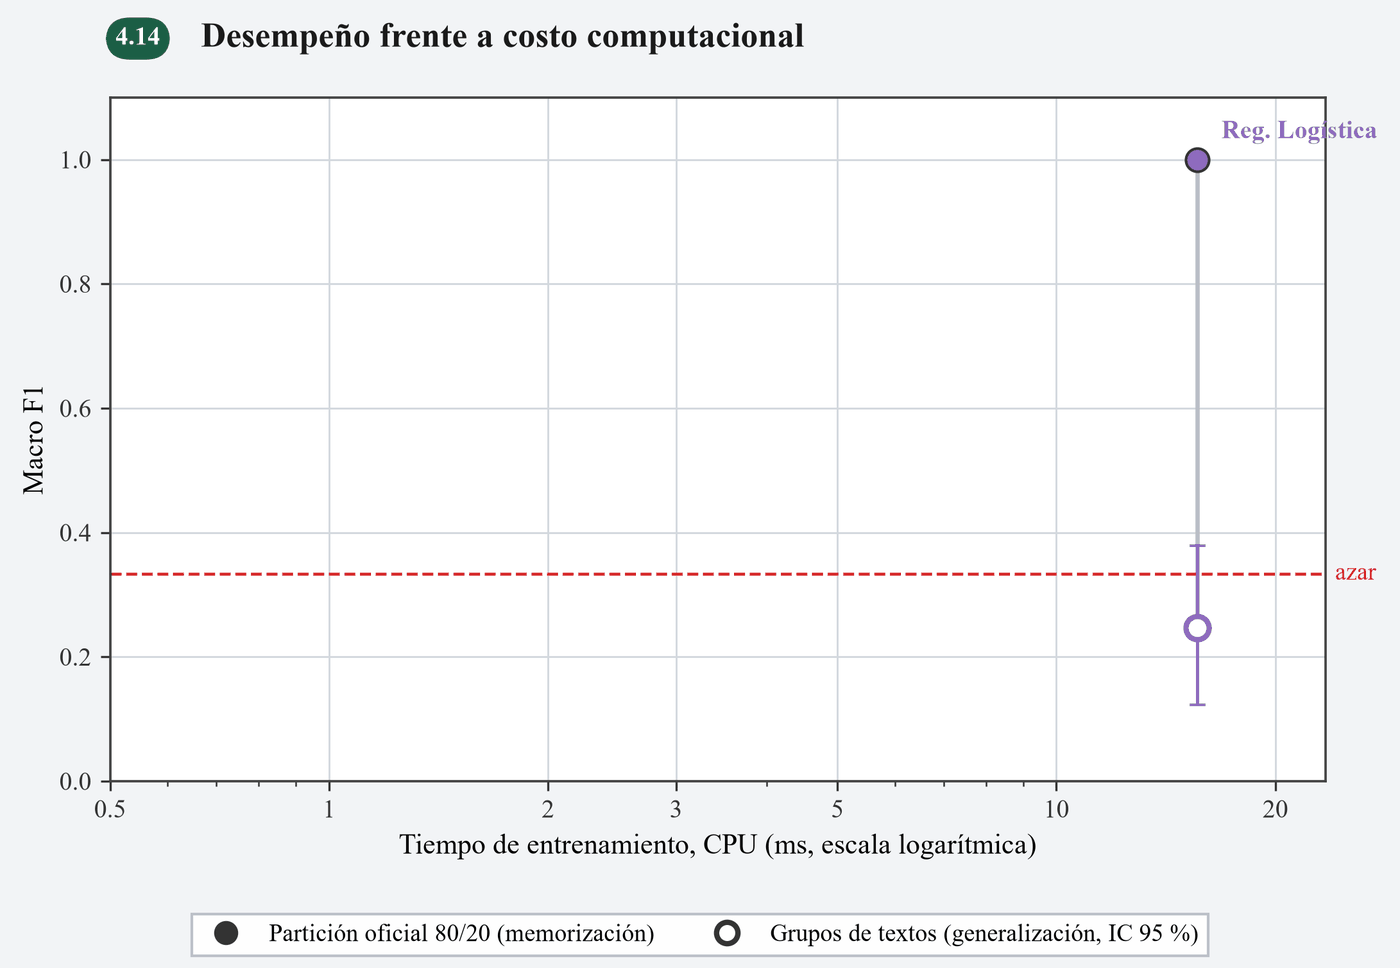 4.14 Desempeño frente a costo computacional
Reg. Logística
1.0
0.8
0.6
0.4
0.2
0.0
Macro F1
azar
0.5 1 2 3 5 10 20
Tiempo de entrenamiento, CPU (ms, escala logarítmica)
Partición oficial 80/20 (memorización) Grupos de textos (generalización, IC 95 %)